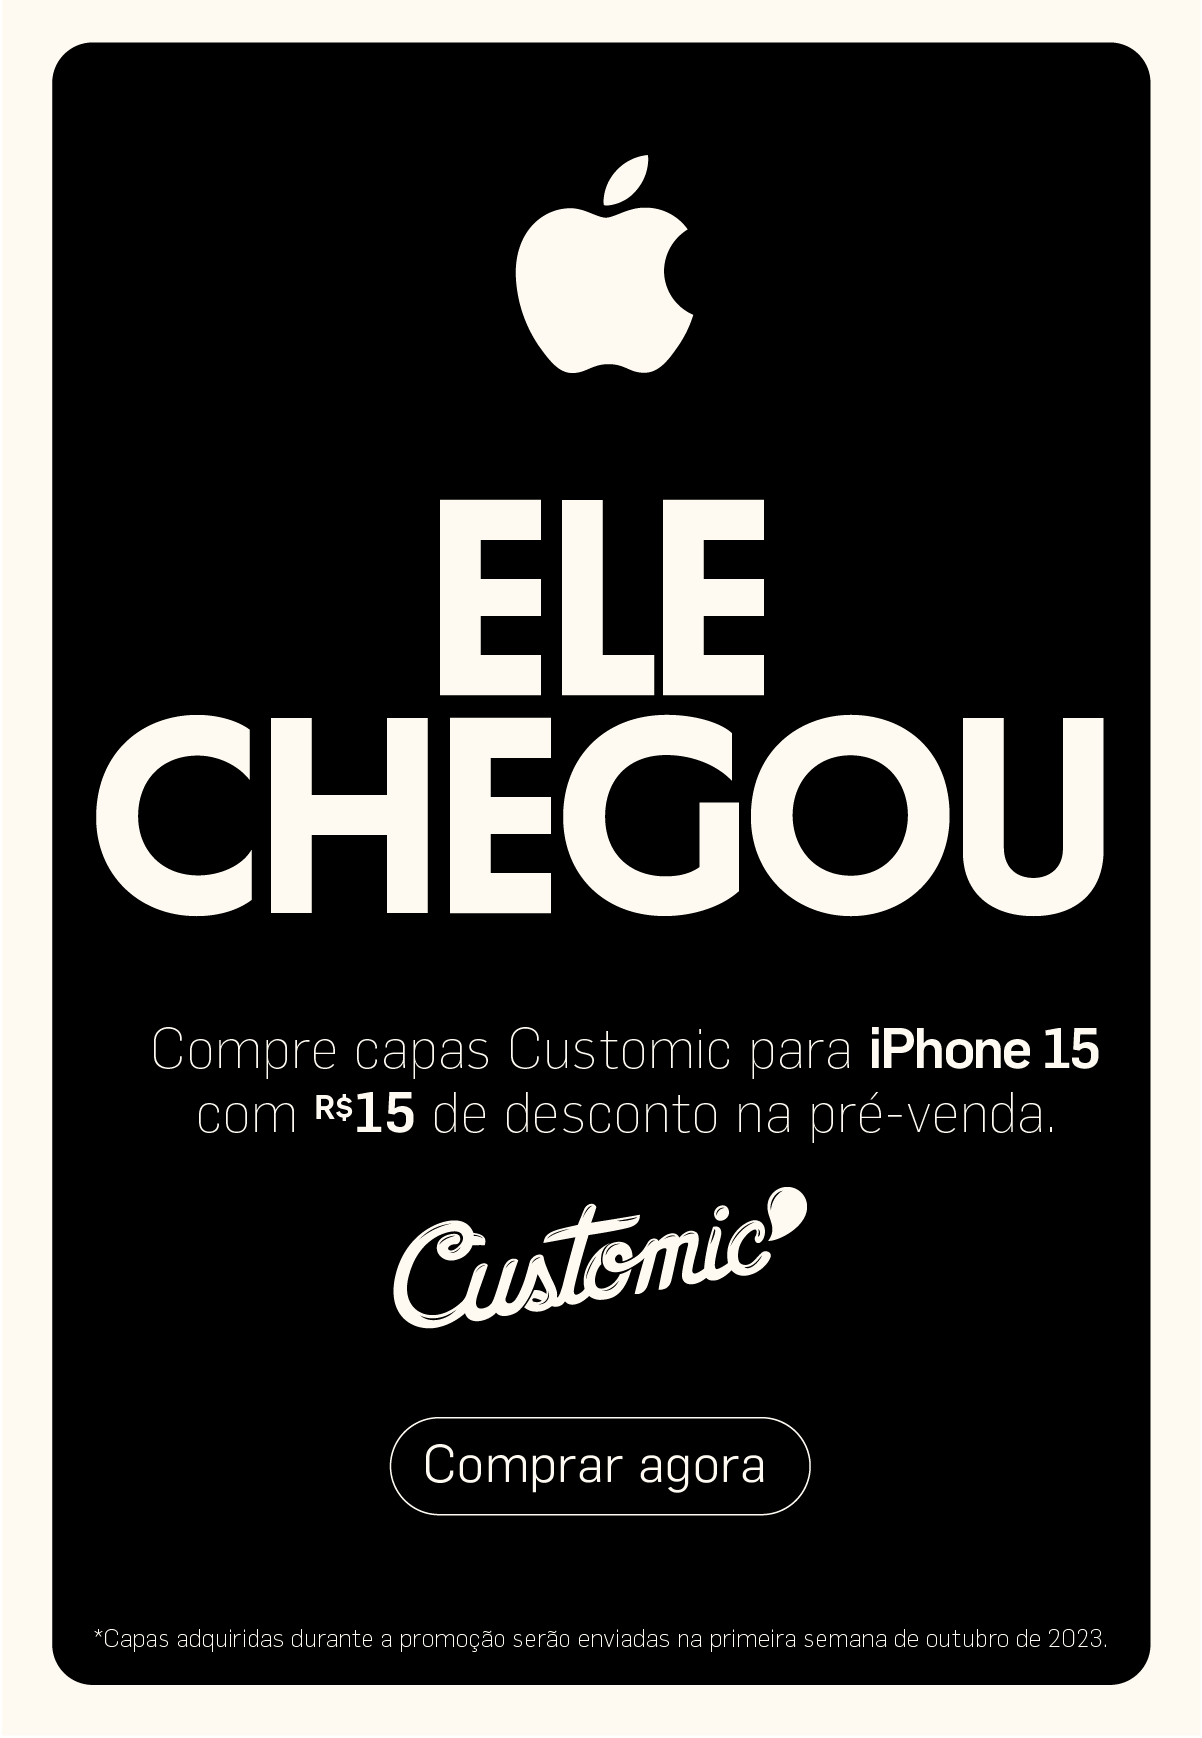 ELE
CHEGOU
Compre capas Customic para iPhone 15
com R$15 de desconto na pré-venda.
Customic
Comprar agora
*Capas adquiridas durante a promoção serão enviadas na primeira semana de outubro de 2023.